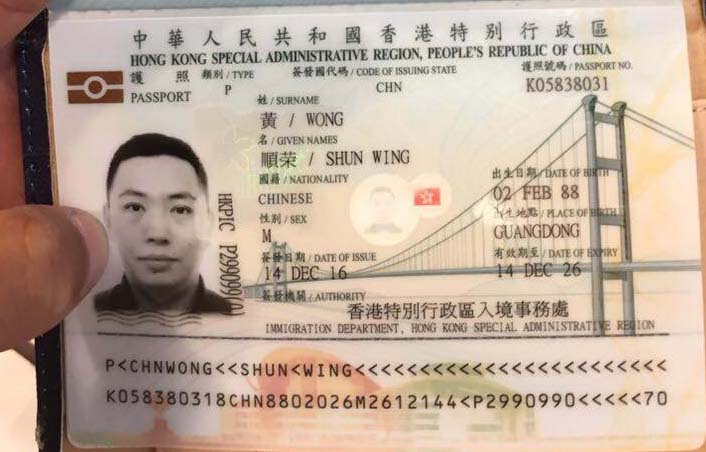 中華人民共和國香港特別行政區
HONG KONG SPECIAL ADMINISTRATIVE REGION, PEOPLE'S REPUBLIC OF CHINA
護照 類別 / TYPE 簽發國代碼 / CODE OF ISSUING STATE 護照號碼 / PASSPORT NO.
PASSPORT P CHN K05838031
姓 / SURNAME
黃 / WONG
名 / GIVEN NAMES
順荣 / SHUN WING
國籍 / NATIONALITY 出生日期 / DATE OF BIRTH
CHINESE 02 FEB 88
性別 / SEX 出生地點 / PLACE OF BIRTH
M GUANGDONG
簽發日期 / DATE OF ISSUE 有效期至 / DATE OF EXPIRY
14 DEC 16 14 DEC 26
簽發機關 / AUTHORITY
香港特別行政區入境事務處
IMMIGRATION DEPARTMENT, HONG KONG SPECIAL ADMINISTRATIVE REGION
HKPIC P299099(0)
P<CHNWONG<<SHUN<WING<<<<<<<<<<<<<<<<<<<<<<<<
K058380318CHN8802026M2612144<P2990990<<<<<70